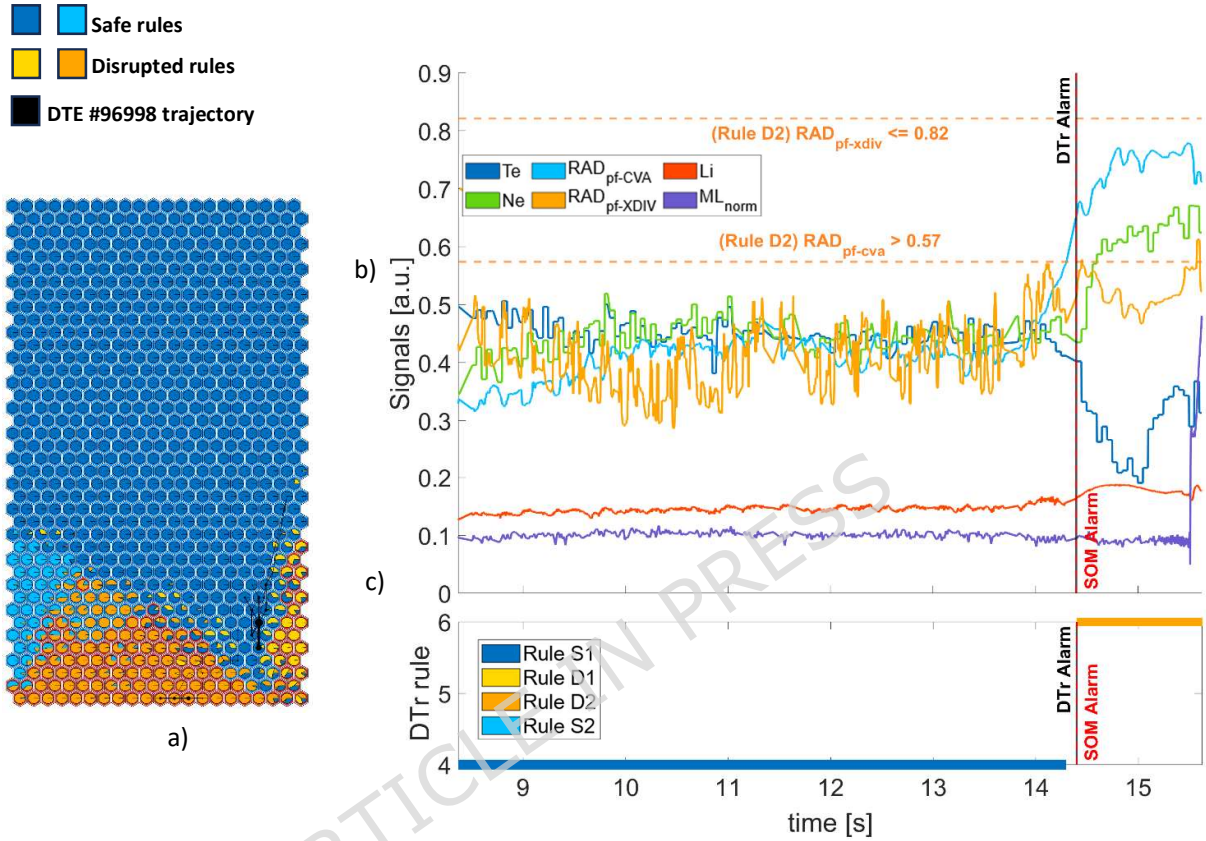 Safe rules
Disrupted rules
DTE #96998 trajectory
a)
b)
0.9
0.8
0.7
0.6
0.5
0.4
0.3
0.2
0.1
0
Signals [a.u.]
(Rule D2) RADpf-xdiv <= 0.82
Te RADpf-CVA Li
Ne RADpf-XDIV MLnorm
(Rule D2) RADpf-cva > 0.57
DTr Alarm
SOM Alarm
c)
6
5
4
DTr rule
Rule S1
Rule D1
Rule D2
Rule S2
DTr Alarm
SOM Alarm
9 10 11 12 13 14 15
time [s]
RTICLE IN PRESS